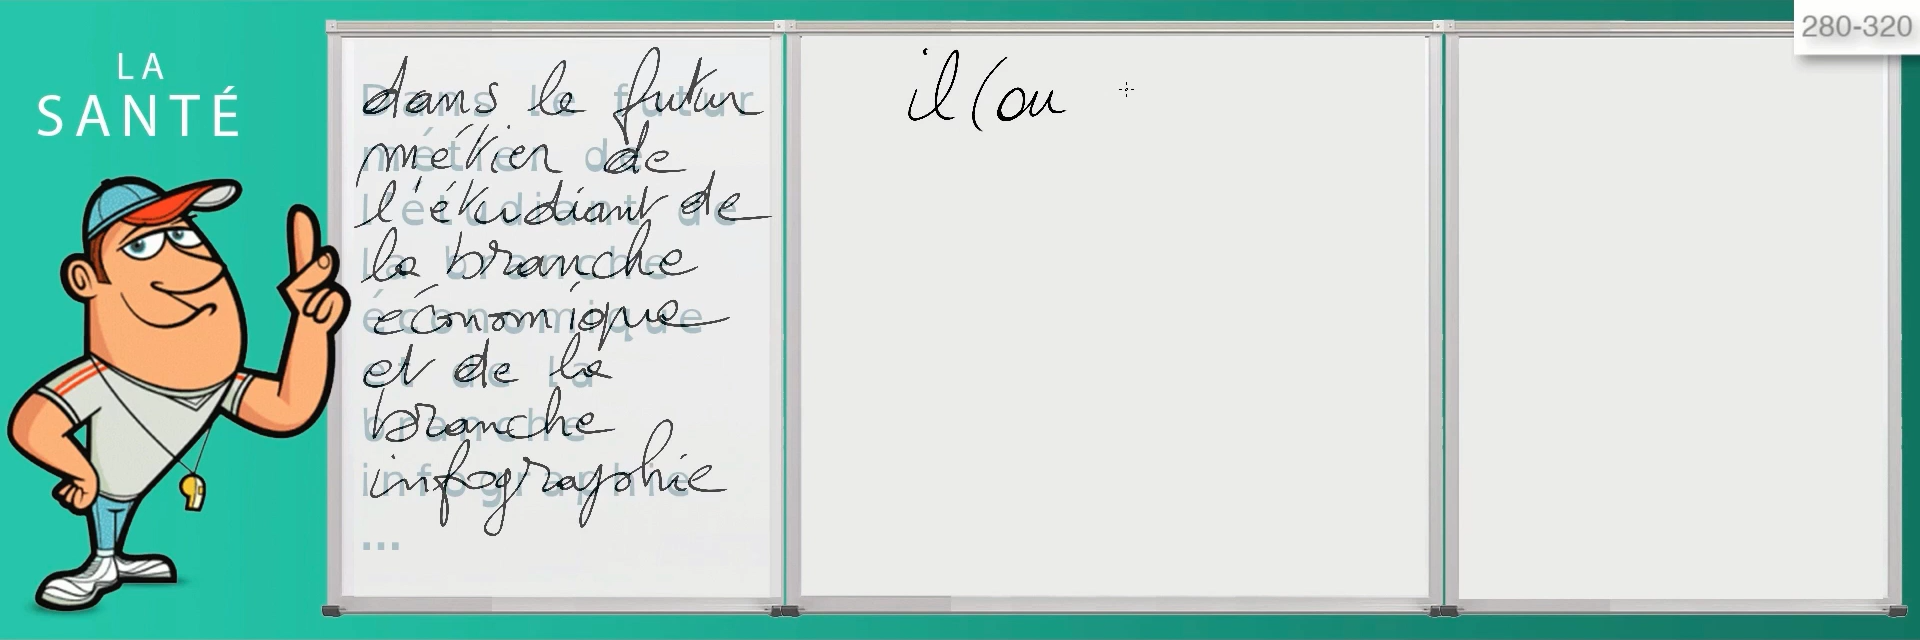 LA
SANTÉ
dans le futur
métier de
l'étudiant de
la branche
économique
et de la
branche
infographie
...
il (ou
280-320